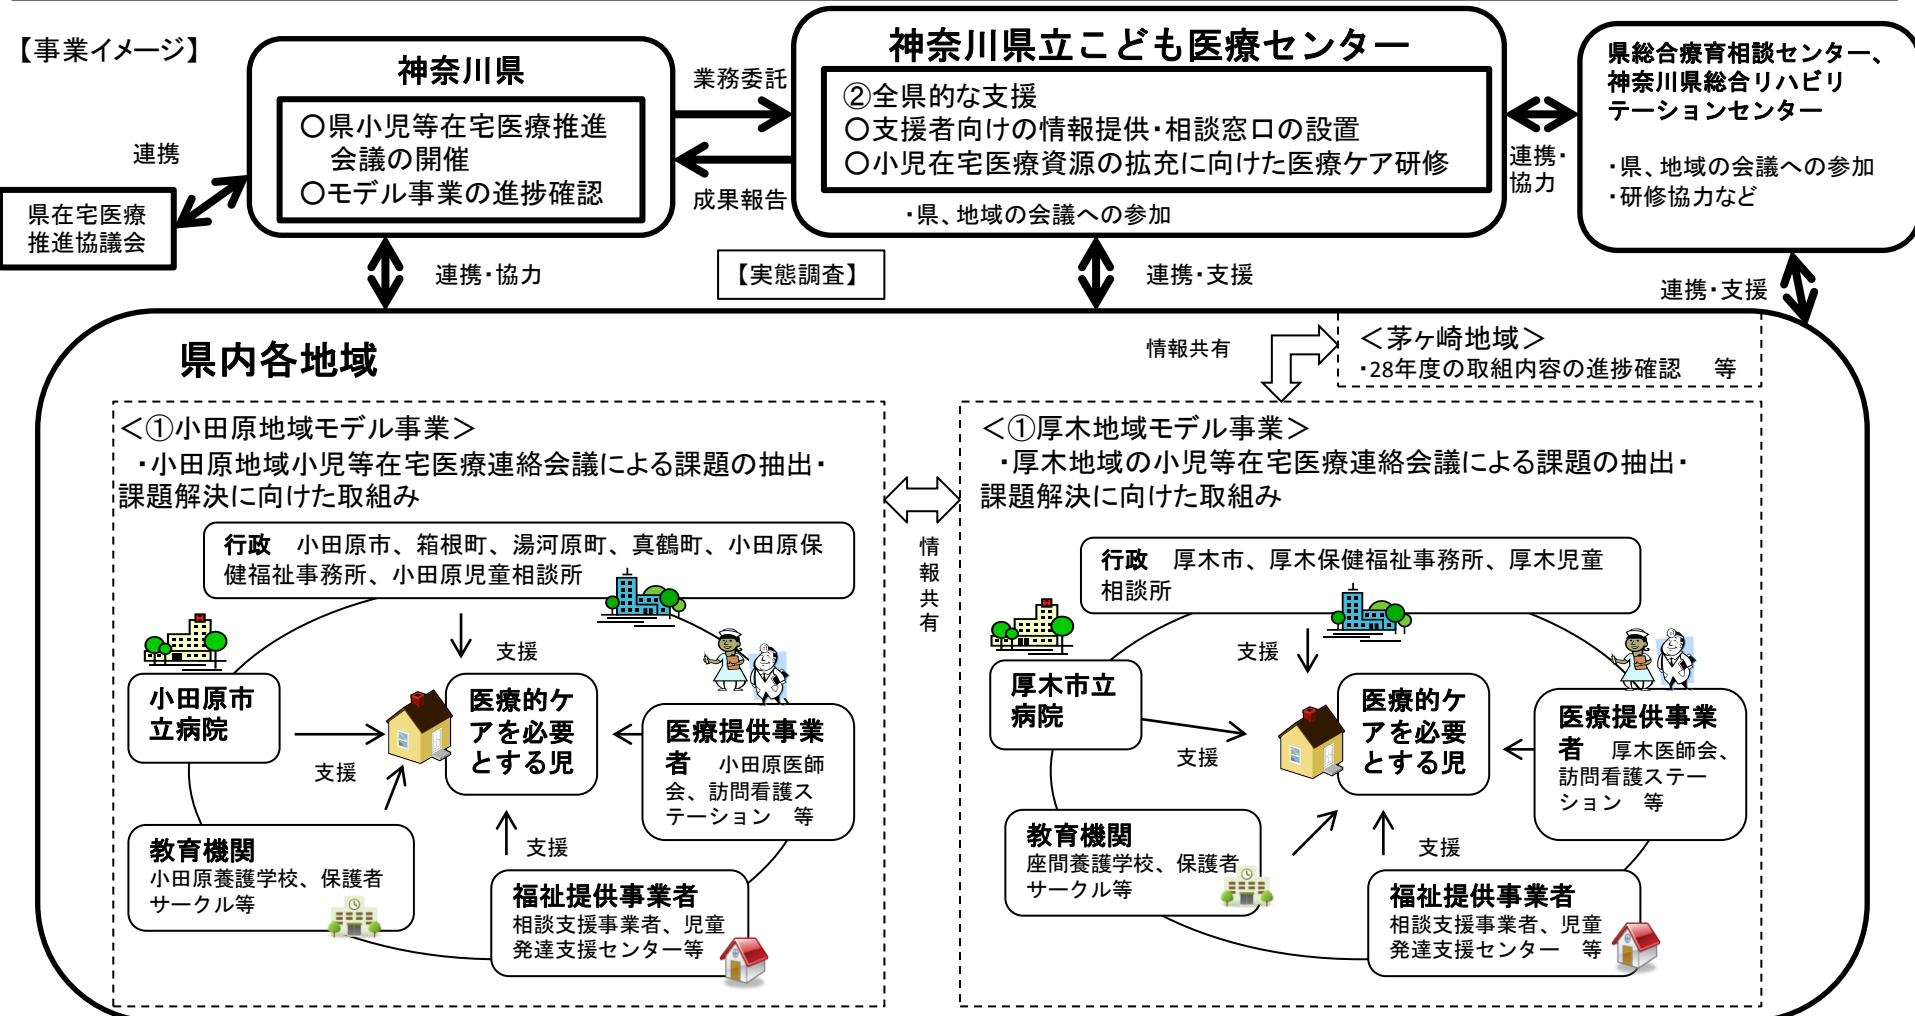 【事業イメージ】
神奈川県
○県小児等在宅医療推進
会議の開催
○モデル事業の進捗確認
連携
県在宅医療
推進協議会
業務委託
成果報告
神奈川県立こども医療センター
②全県的な支援
○支援者向けの情報提供・相談窓口の設置
○小児在宅医療資源の拡充に向けた医療ケア研修
・県、地域の会議への参加
連携・
協力
県総合療育相談センター、
神奈川県総合リハビリ
テーションセンター
・県、地域の会議への参加
・研修協力など
連携・協力
【実態調査】
連携・支援
連携・支援
県内各地域
情報共有
＜茅ヶ崎地域＞
・28年度の取組内容の進捗確認　等
＜①小田原地域モデル事業＞
・小田原地域小児等在宅医療連絡会議による課題の抽出・
課題解決に向けた取組み
行政　小田原市、箱根町、湯河原町、真鶴町、小田原保
健福祉事務所、小田原児童相談所
支援
小田原市
立病院
支援
医療的ケ
アを必要
とする児
医療提供事業
者　小田原医師
会、訪問看護ス
テーション　等
教育機関
小田原養護学校、保護者
サークル等
支援
福祉提供事業者
相談支援事業者、児童
発達支援センター等
情
報
共
有
＜①厚木地域モデル事業＞
・厚木地域の小児等在宅医療連絡会議による課題の抽出・
課題解決に向けた取組み
行政　厚木市、厚木保健福祉事務所、厚木児童
相談所
支援
厚木市立
病院
支援
医療的ケ
アを必要
とする児
医療提供事業
者　厚木医師会、
訪問看護ステー
ション　等
教育機関
座間養護学校、保護者
サークル等
支援
福祉提供事業者
相談支援事業者、児童
発達支援センター　等